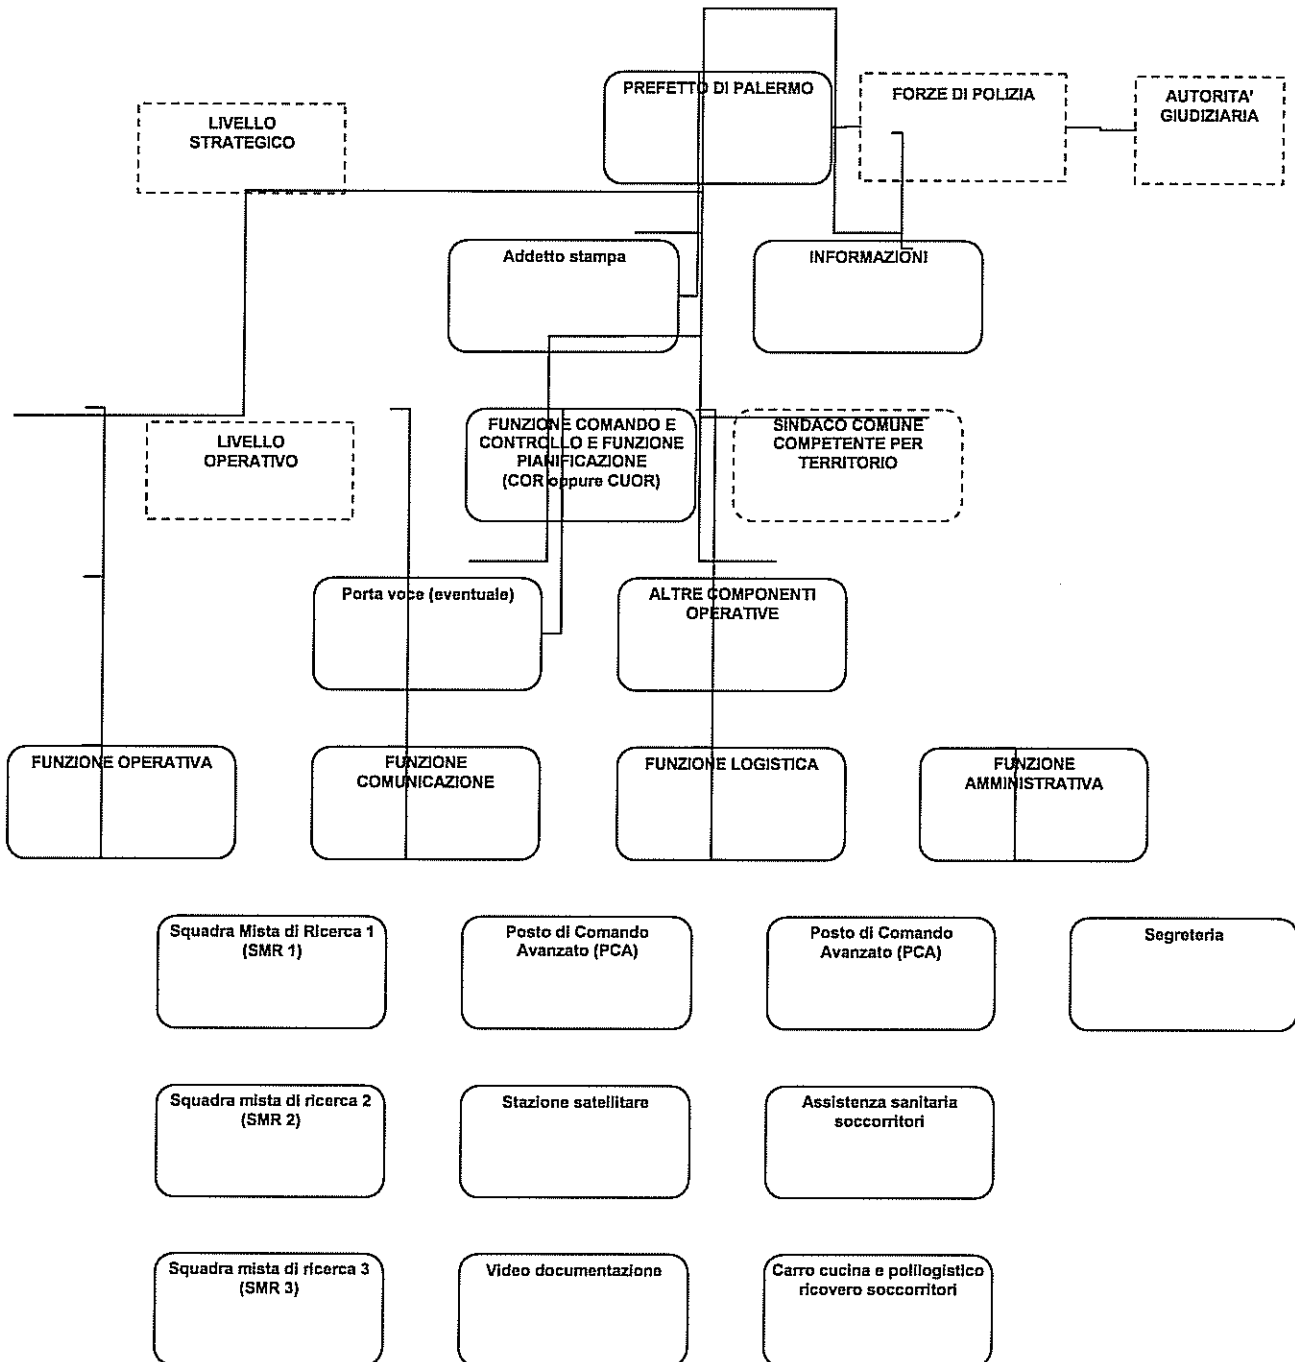 PREFETTO DI PALERMO
FORZE DI POLIZIA
AUTORITA'
GIUDIZIARIA
LIVELLO
STRATEGICO
Addetto stampa
INFORMAZIONI
LIVELLO
OPERATIVO
FUNZIONE COMANDO E
CONTROLLO E FUNZIONE
PIANIFICAZIONE
(COR oppure CUOR)
SINDACO COMUNE
COMPETENTE PER
TERRITORIO
Porta voce (eventuale)
ALTRE COMPONENTI
OPERATIVE
FUNZIONE OPERATIVA
FUNZIONE
COMUNICAZIONE
FUNZIONE LOGISTICA
FUNZIONE
AMMINISTRATIVA
Squadra Mista di Ricerca 1
(SMR 1)
Posto di Comando
Avanzato (PCA)
Posto di Comando
Avanzato (PCA)
Segreteria
Squadra mista di ricerca 2
(SMR 2)
Stazione satellitare
Assistenza sanitaria
soccorritori
Squadra mista di ricerca 3
(SMR 3)
Video documentazione
Carro cucina e polilogistico
ricovero soccorritori